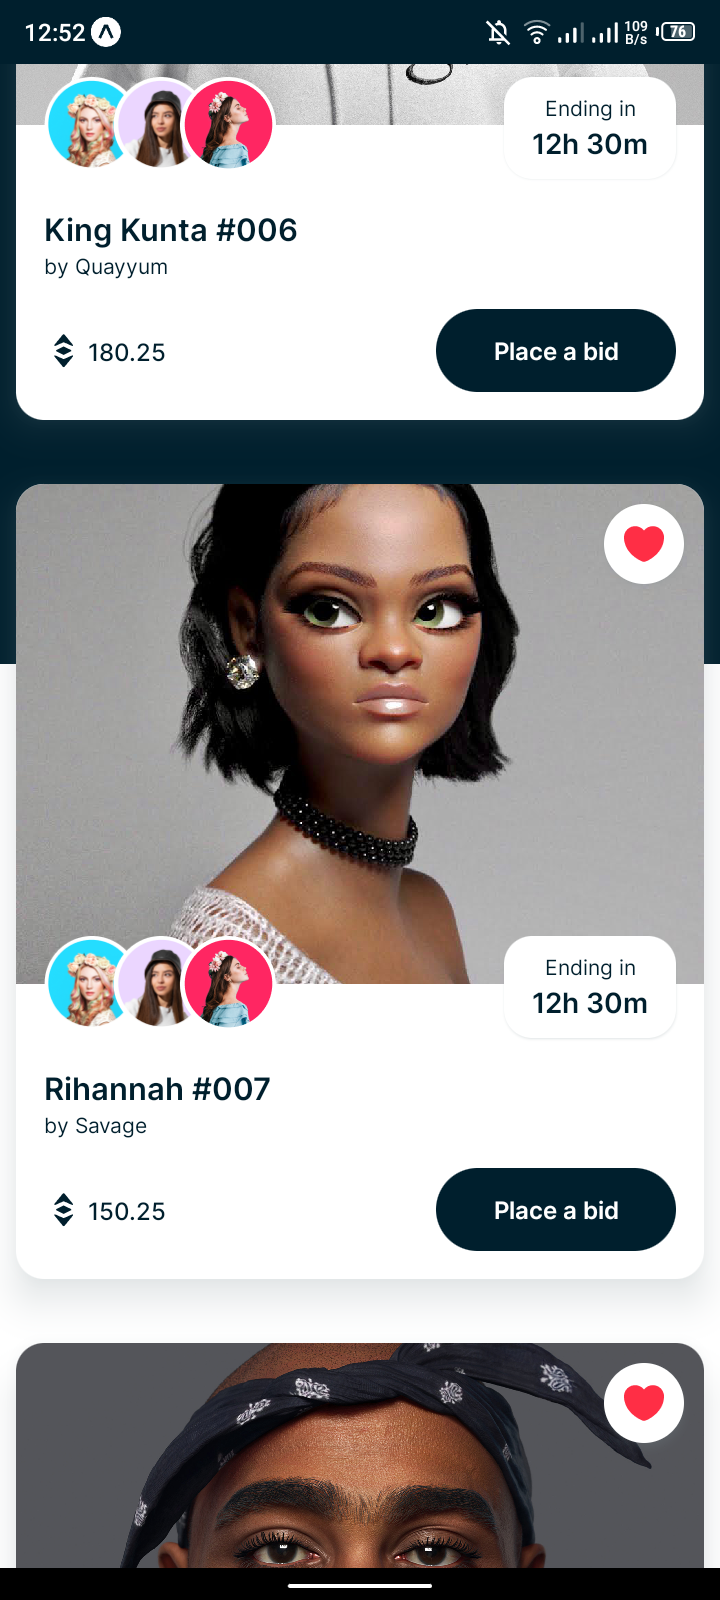 12:52
109
B/s
76
Ending in
12h 30m
King Kunta #006
by Quayyum
180.25
Place a bid
Ending in
12h 30m
Rihannah #007
by Savage
150.25
Place a bid